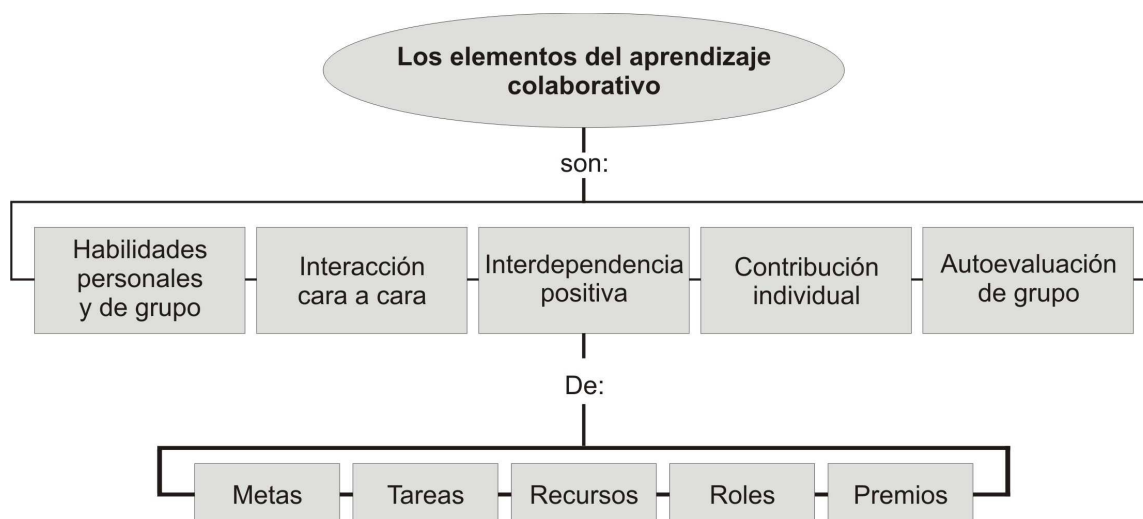 Los elementos del aprendizaje
colaborativo
son:
Habilidades
personales
y de grupo
Interacción
cara a cara
Interdependencia
positiva
Contribución
individual
Autoevaluación
de grupo
De:
Metas
Tareas
Recursos
Roles
Premios